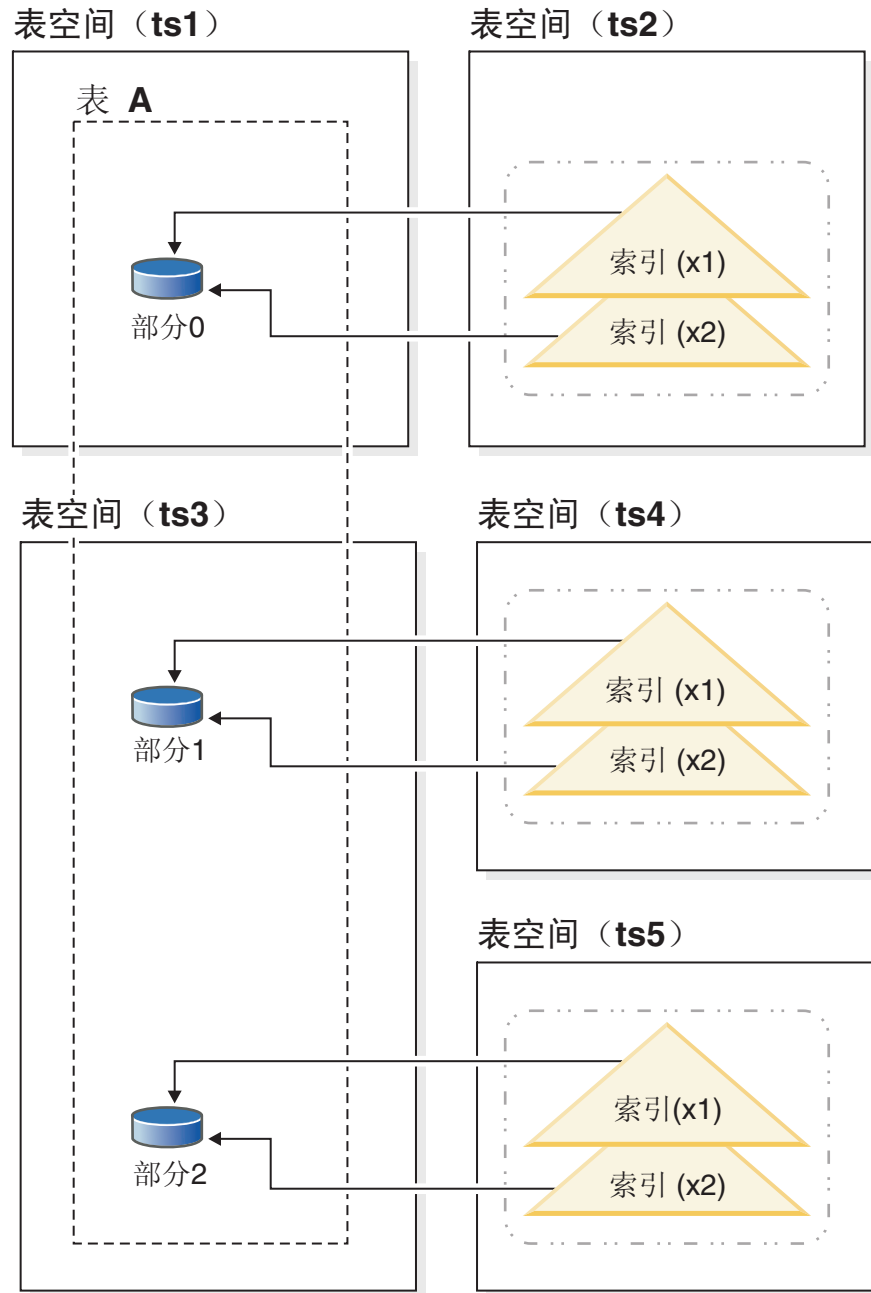 表空间（ts1）
表空间（ts2）
表 A
索引 (x1)
部分0
索引 (x2)
表空间（ts3）
表空间（ts4）
索引 (x1)
部分1
索引 (x2)
表空间（ts5）
索引(x1)
部分2
索引 (x2)